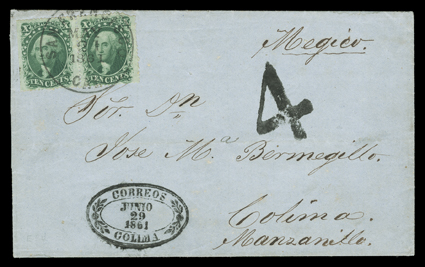 TEN CENTS TEN CENTS
Megico.
4
Sor. Dn
Jose Ma Bermegillo.
Colima.
Manzanillo.
CORREOS
JUNIO
29
1861
COLIMA